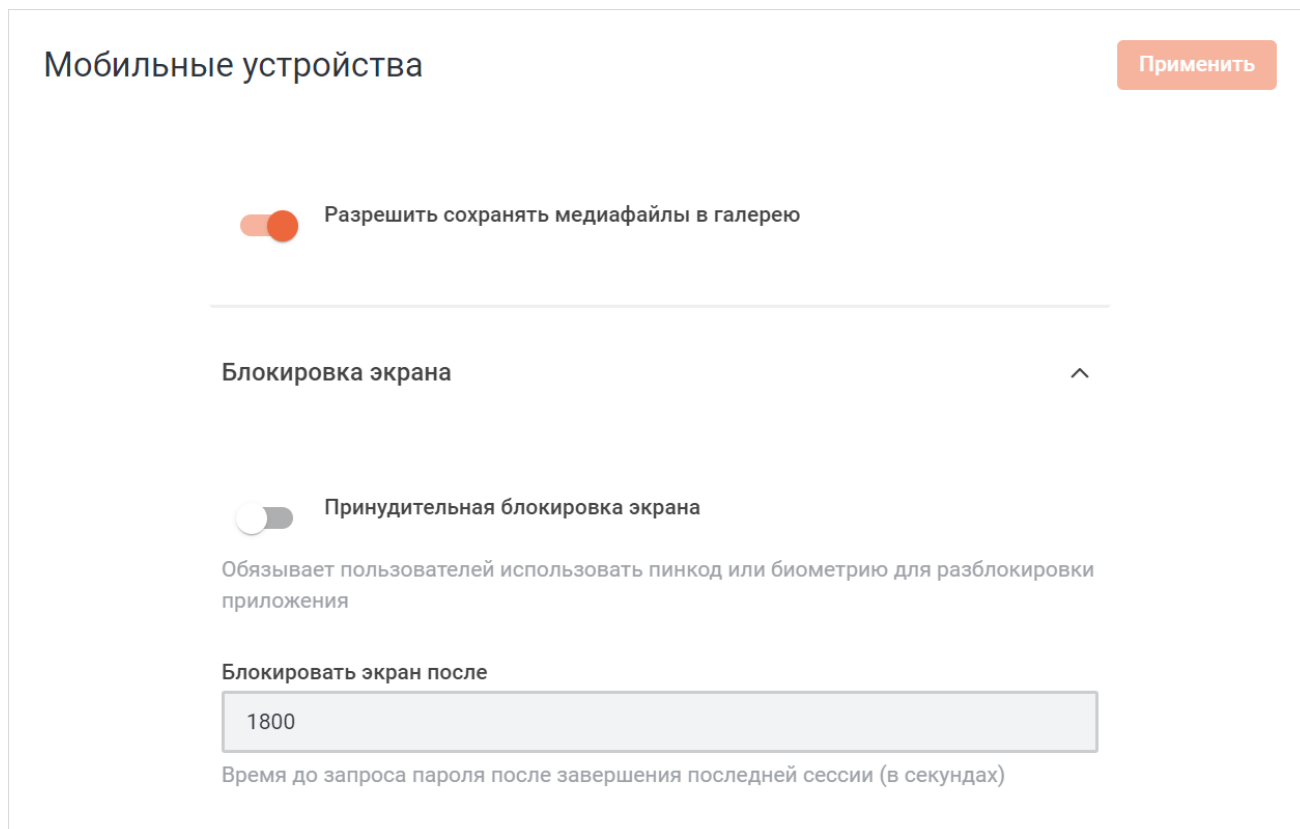 Мобильные устройства
Применить
Разрешить сохранять медиафайлы в галерею
Блокировка экрана
Принудительная блокировка экрана
Обязывает пользователей использовать пинкод или биометрию для разблокировки
приложения
Блокировать экран после
1800
Время до запроса пароля после завершения последней сессии (в секундах)